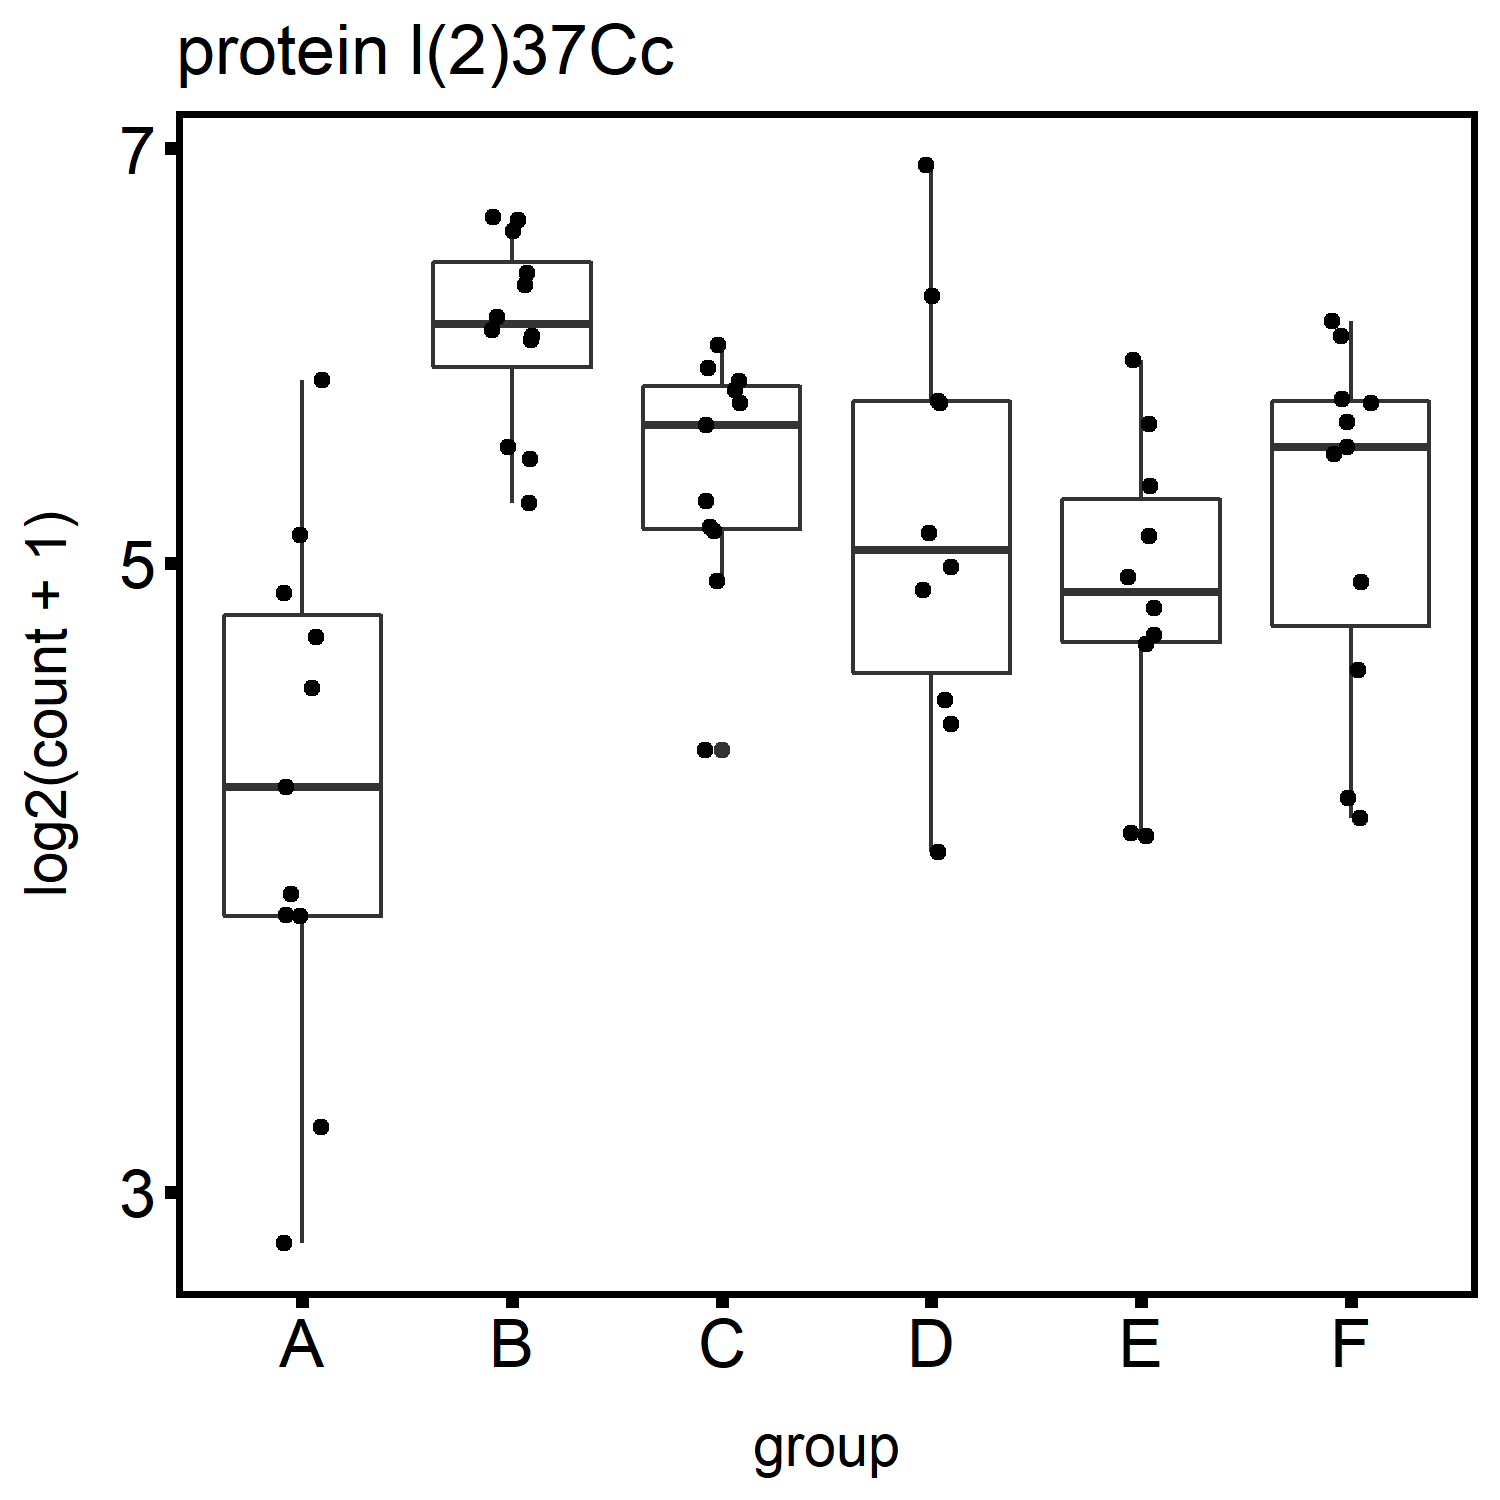 protein l(2)37Cc
7
5
3
log2(count + 1)
A B C D E F
group